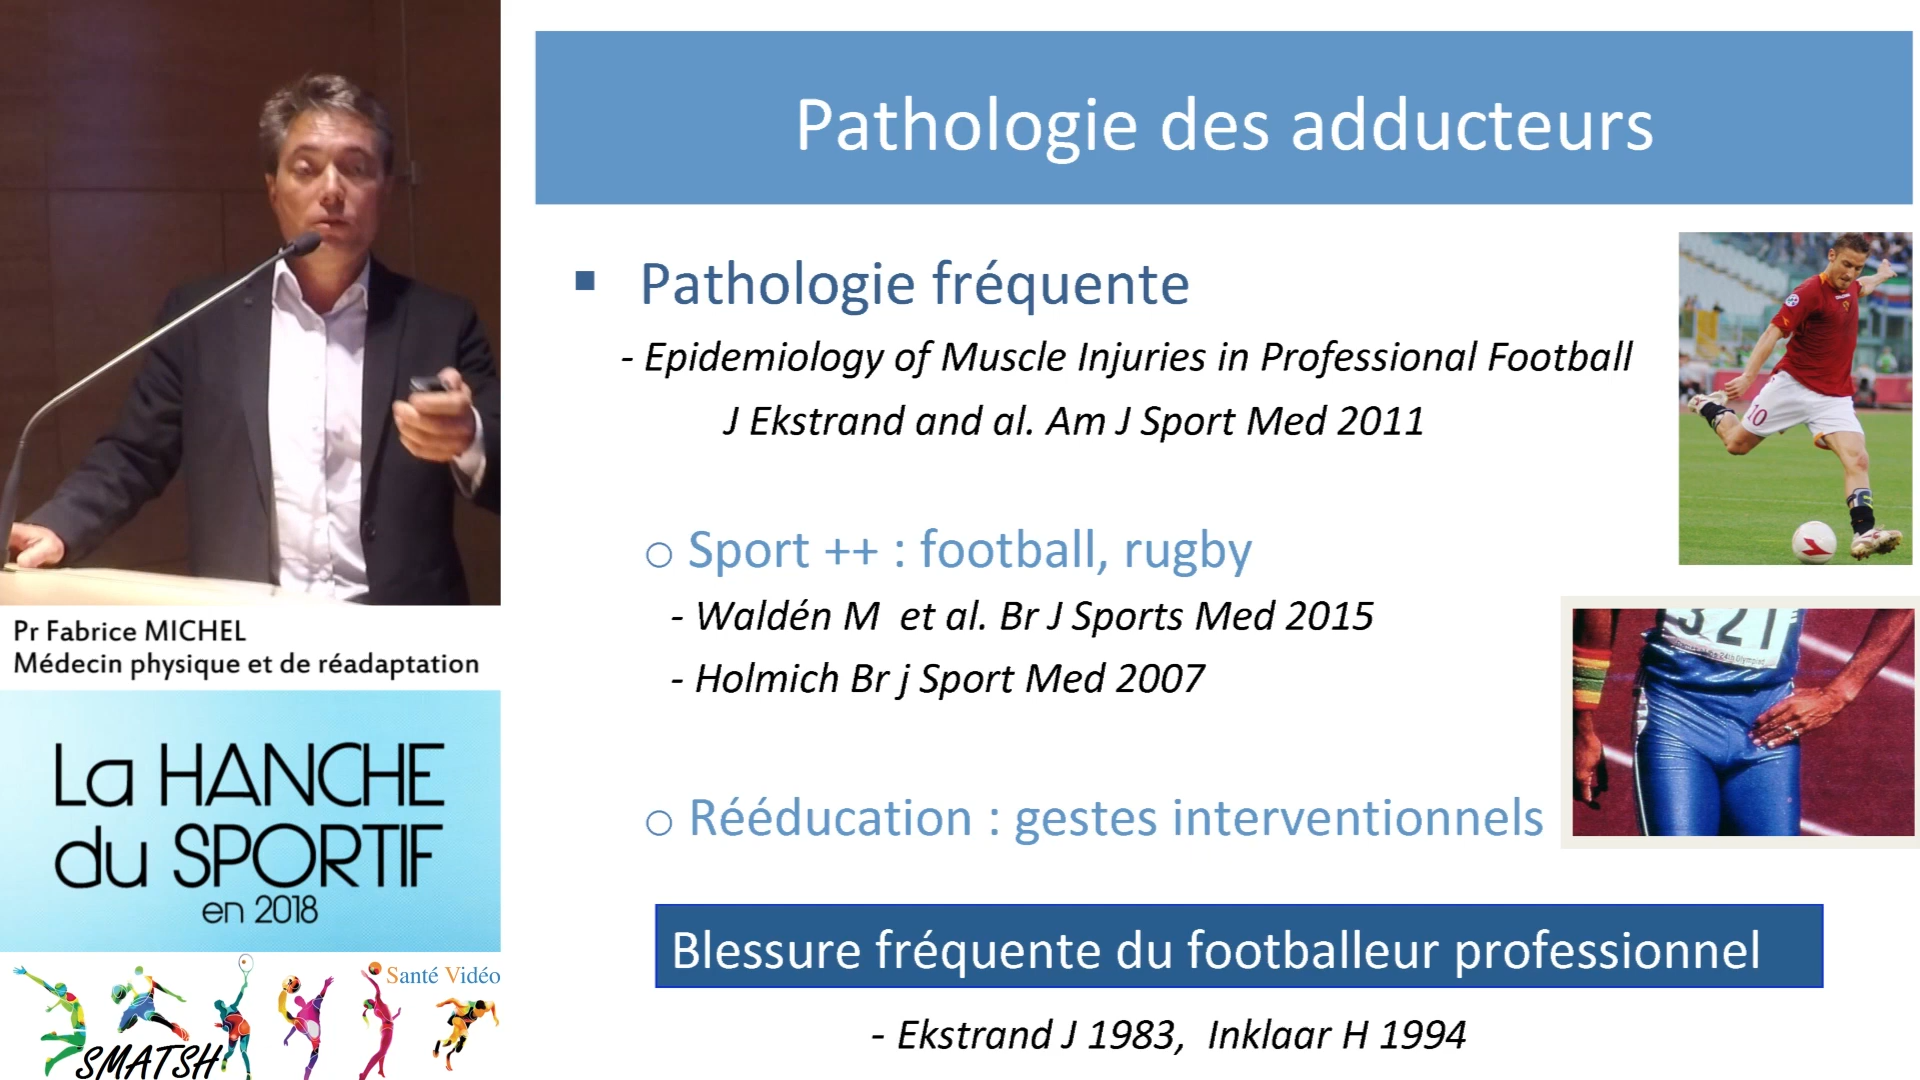 Pr Fabrice MICHEL
Médecin physique et de réadaptation
La HANCHE
du SPORTIF
en 2018
Santé Vidéo
SMATSH
Pathologie des adducteurs
Pathologie fréquente
- Epidemiology of Muscle Injuries in Professional Football
J Ekstrand and al. Am J Sport Med 2011
Sport ++ : football, rugby
- Waldén M et al. Br J Sports Med 2015
- Holmich Br j Sport Med 2007
Rééducation : gestes interventionnels
Blessure fréquente du footballeur professionnel
- Ekstrand J 1983, Inklaar H 1994
10
321